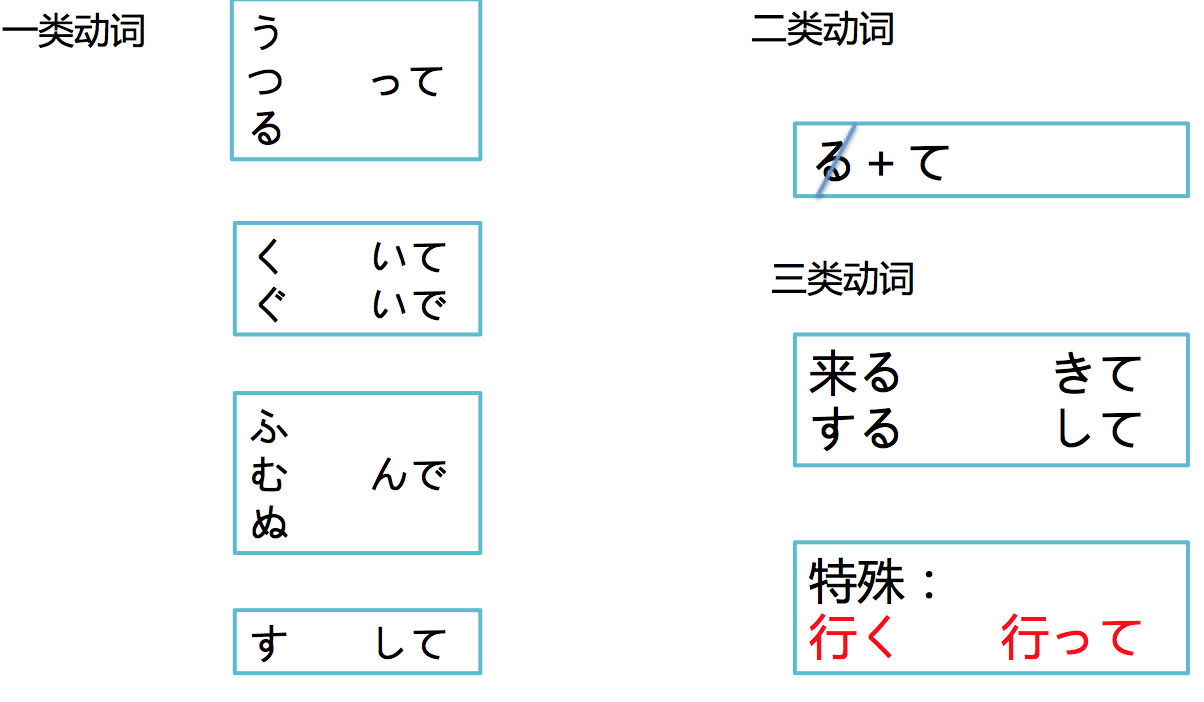 一类动词
う
つ って
る
く いて
ぐ いで
ふ
む んで
ぬ
す して
二类动词
る + て
三类动词
来る きて
する して
特殊：
行く 行って